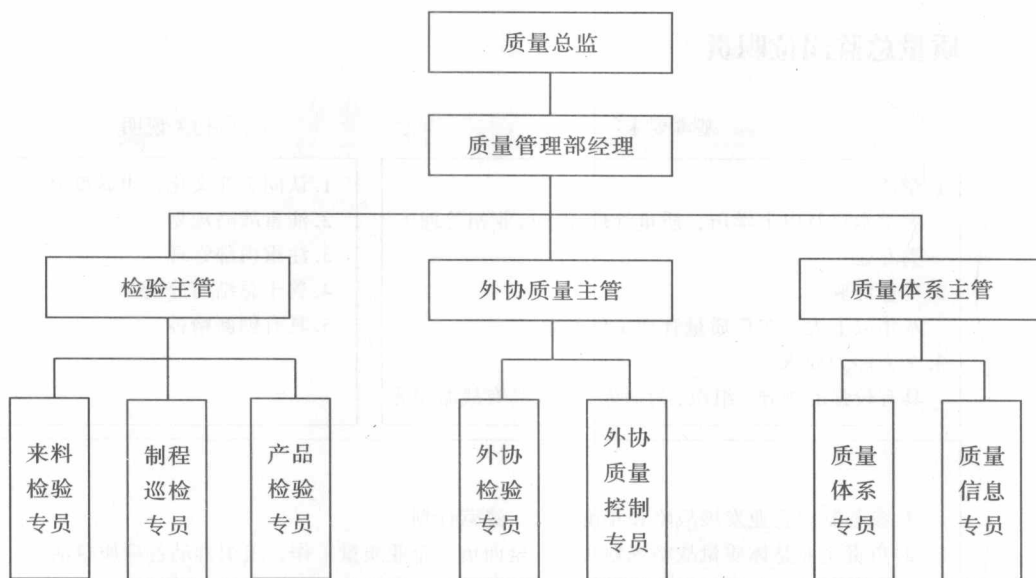 质量总监
质量管理部经理
检验主管
外协质量主管
质量体系主管
来料
检验
专员
制程
巡检
专员
产品
检验
专员
外协
检验
专员
外协
质量
控制
专员
质量
体系
专员
质量
信息
专员